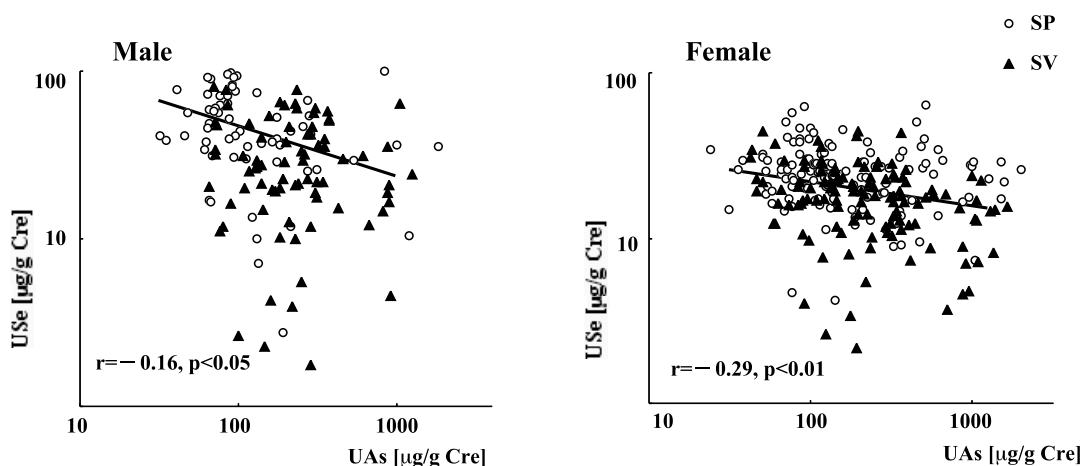 SP
SV
Male
Female
100
10
USe [μg/g Cre]
r=－0.16, p<0.05
10
100
1000
UAs [μg/g Cre]
100
10
USe [μg/g Cre]
r=－0.29, p<0.01
10
100
1000
UAs [μg/g Cre]